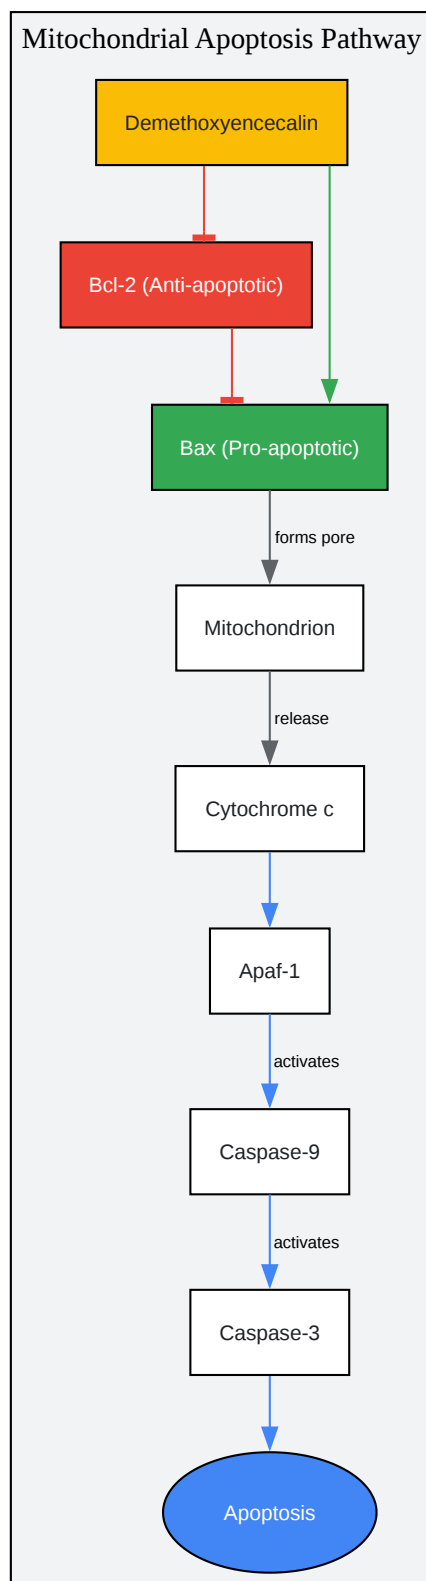 Mitochondrial Apoptosis Pathway
Demethoxyencecalin
Bcl-2 (Anti-apoptotic)
Bax (Pro-apoptotic)
forms pore
Mitochondrion
release
Cytochrome c
Apaf-1
activates
Caspase-9
activates
Caspase-3
Apoptosis